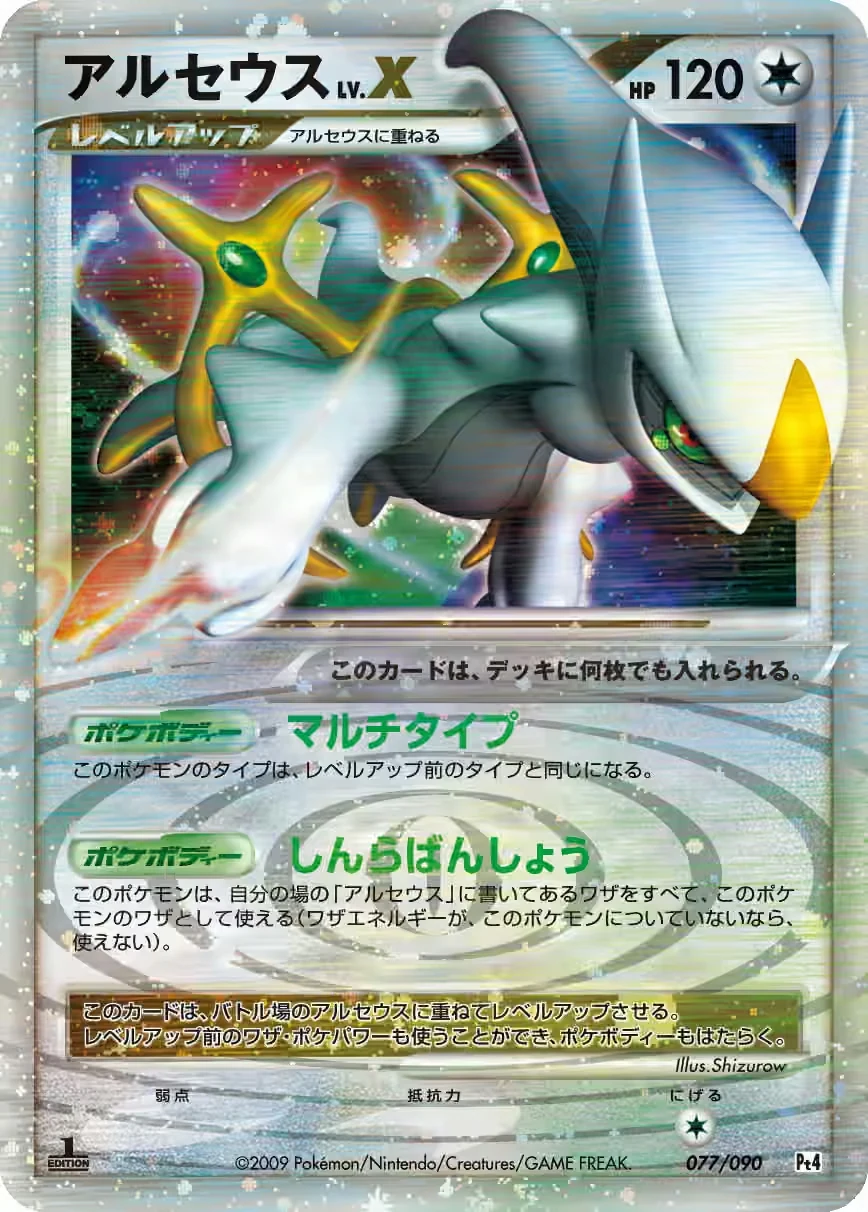 アルセウス LV.X HP 120
レベルアップ アルセウスに重ねる
このカードは、デッキに何枚でも入れられる。
ポケボディー マルチタイプ
このポケモンのタイプは、レベルアップ前のタイプと同じになる。
ポケボディー しんらばんしょう
このポケモンは、自分の場の「アルセウス」に書いてあるワザをすべて、このポケ
モンのワザとして使える(ワザエネルギーが、このポケモンについていないなら、
使えない)。
このカードは、バトル場のアルセウスに重ねてレベルアップさせる。
レベルアップ前のワザ・ポケパワーも使うことができ、ポケボディーもはたらく。
Illus.Shizurow
弱点 抵抗力 にげる
1 EDITION ©2009 Pokémon/Nintendo/Creatures/GAME FREAK. 077/090 Pt4